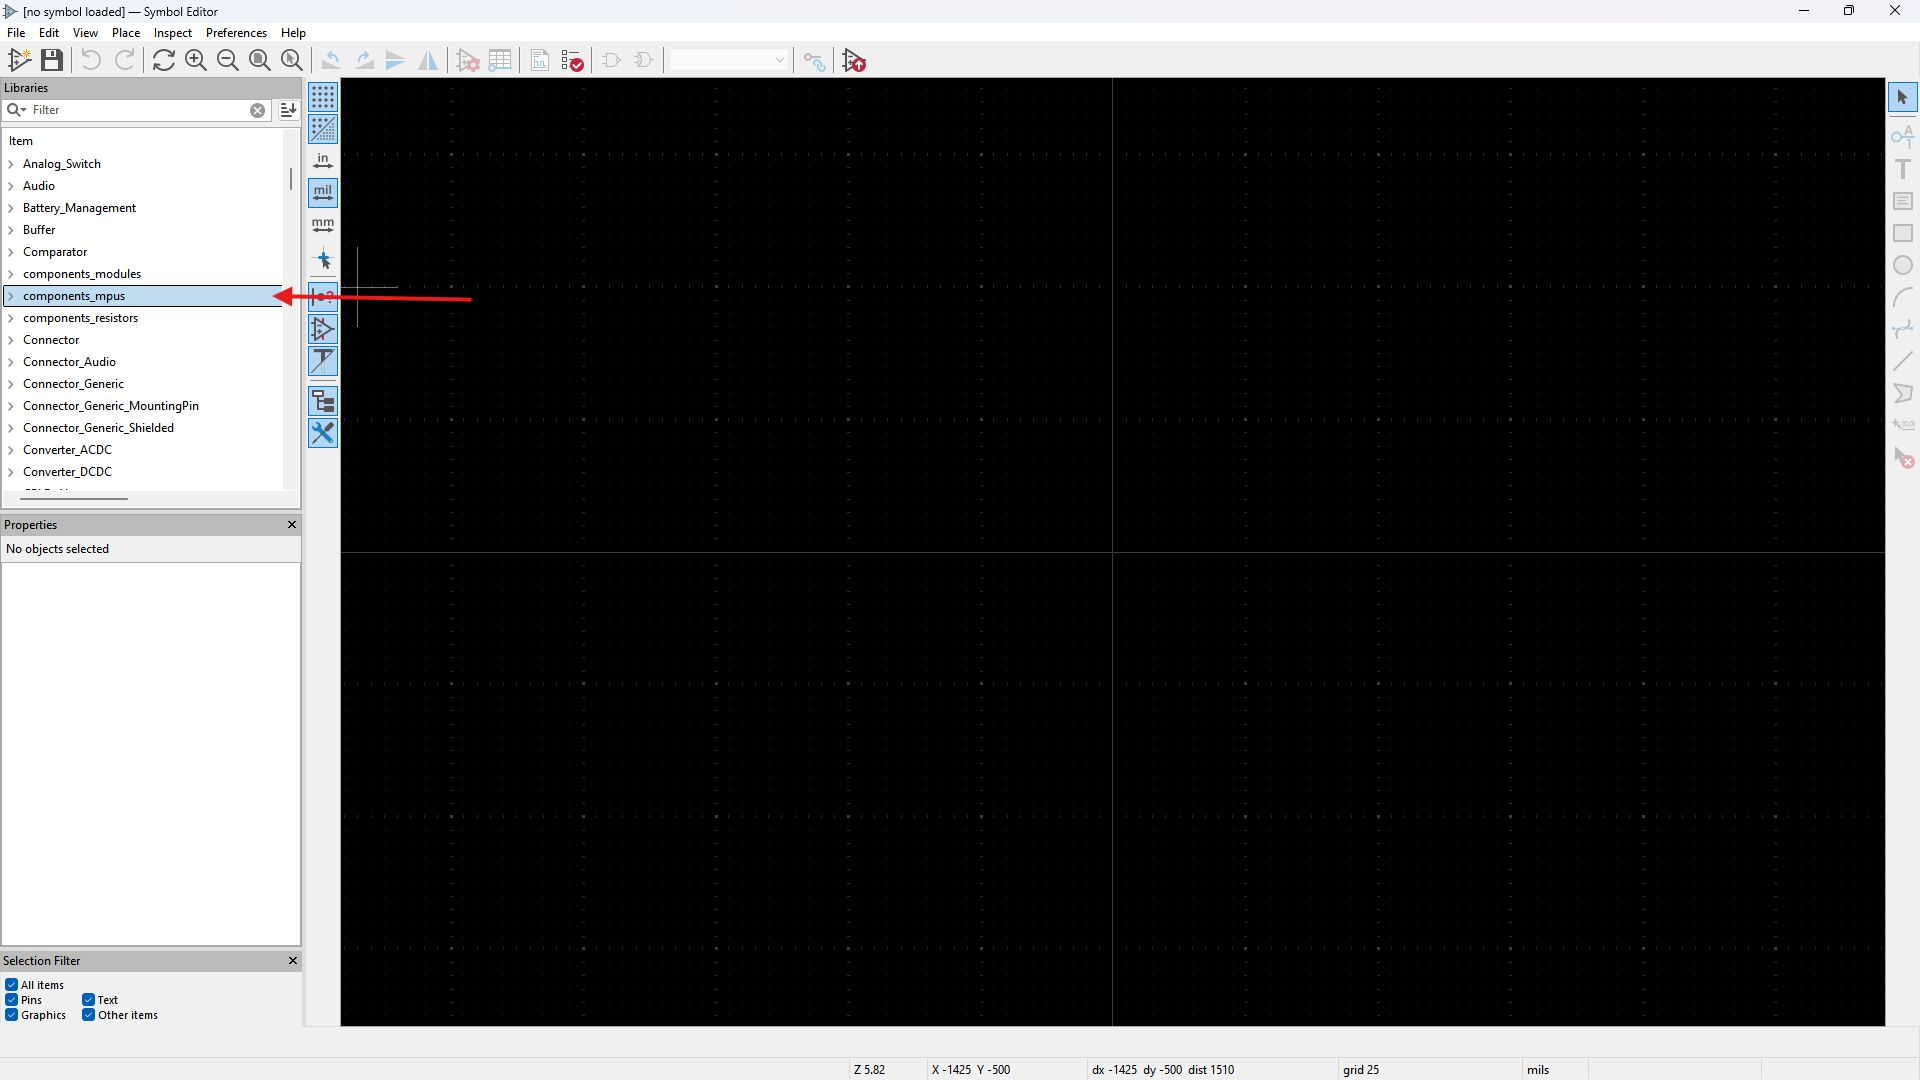 [no symbol loaded] — Symbol Editor
File Edit View Place Inspect Preferences Help
Libraries
Filter
Item
Analog_Switch
Audio
Battery_Management
Buffer
Comparator
components_modules
components_mpus
components_resistors
Connector
Connector_Audio
Connector_Generic
Connector_Generic_MountingPin
Connector_Generic_Shielded
Converter_ACDC
Converter_DCDC
in
mil
mm
A
T
(0,0)
Properties
No objects selected
Selection Filter
All items
Pins Text
Graphics Other items
Z 5.82 X -1425 Y -500 dx -1425 dy -500 dist 1510 grid 25 mils